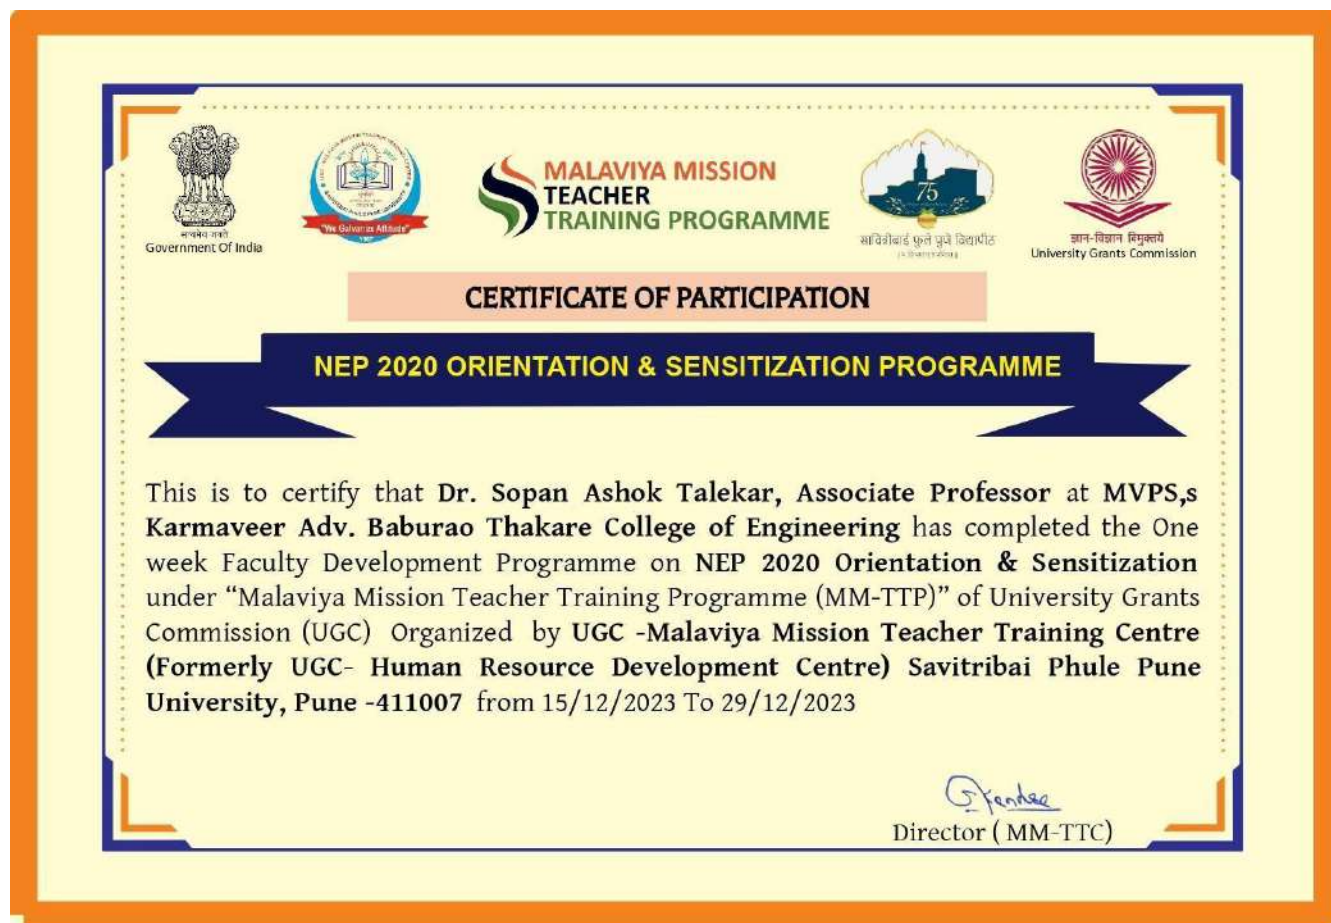 सत्यमेव जयते
Government Of India
"We Galvanize Attitude"
MALAVIYA MISSION
TEACHER
TRAINING PROGRAMME
75
सावित्रीबाई फुले पुणे विद्यापीठ
ज्ञान-विज्ञान विमुक्तये
University Grants Commission
CERTIFICATE OF PARTICIPATION
NEP 2020 ORIENTATION & SENSITIZATION PROGRAMME
This is to certify that Dr. Sopan Ashok Talekar, Associate Professor at MVPS,s
Karmaveer Adv. Baburao Thakare College of Engineering has completed the One
week Faculty Development Programme on NEP 2020 Orientation & Sensitization
under “Malaviya Mission Teacher Training Programme (MM-TTP)” of University Grants
Commission (UGC) Organized by UGC -Malaviya Mission Teacher Training Centre
(Formerly UGC- Human Resource Development Centre) Savitribai Phule Pune
University, Pune -411007 from 15/12/2023 To 29/12/2023
Director ( MM-TTC)